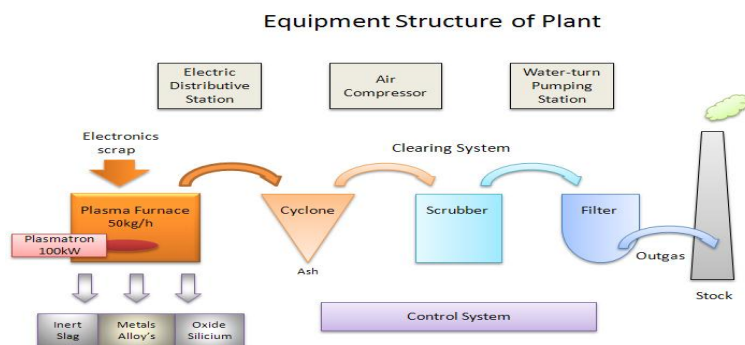 Equipment Structure of Plant
Electric
Distributive
Station
Air
Compressor
Water-turn
Pumping
Station
Electronics
scrap
Clearing System
Plasma Furnace
50kg/h
Plasmatron
100kW
Cyclone
Scrubber
Filter
Ash
Outgas
Stock
Inert
Slag
Metals
Alloy's
Oxide
Silicium
Control System